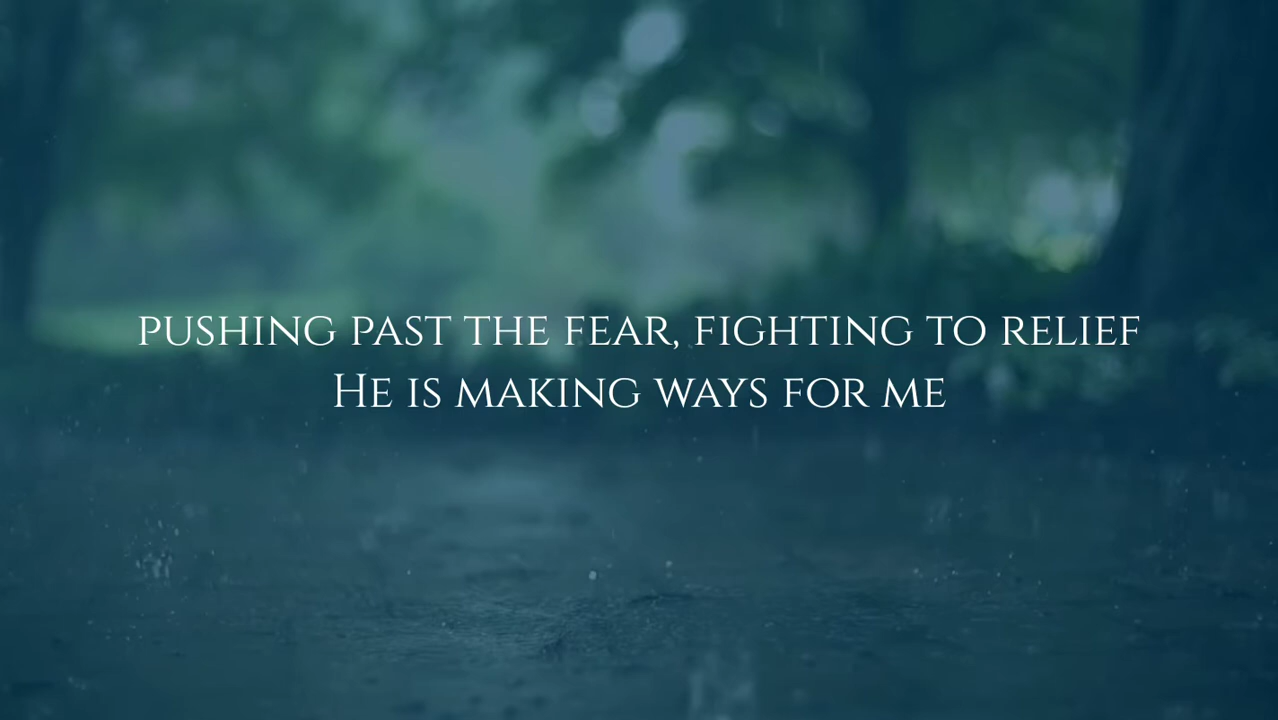 PUSHING PAST THE FEAR, FIGHTING TO RELIEF
HE IS MAKING WAYS FOR ME